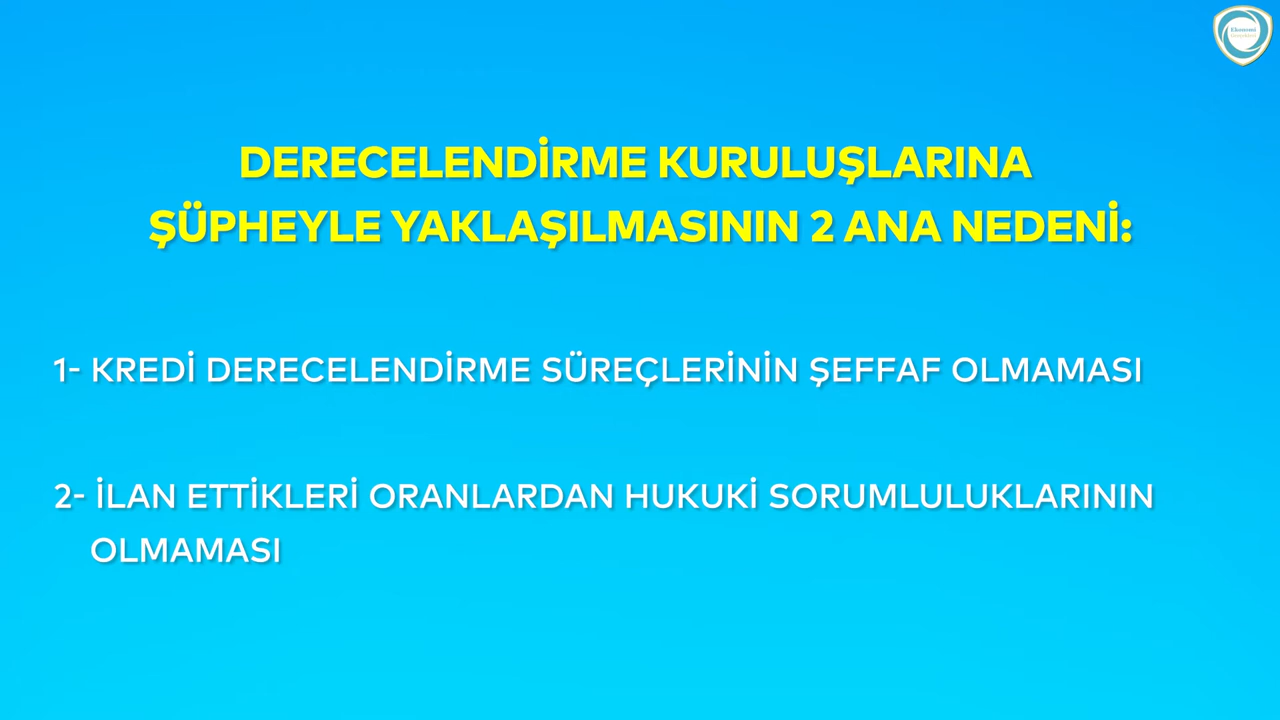 Ekonomi
DERECELENDİRME KURULUŞLARINA
ŞÜPHEYLE YAKLAŞILMASININ 2 ANA NEDENİ:
1- KREDİ DERECELENDİRME SÜREÇLERİNİN ŞEFFAF OLMAMASI
2- İLAN ETTİKLERİ ORANLARDAN HUKUKİ SORUMLULUKLARININ
OLMAMASI